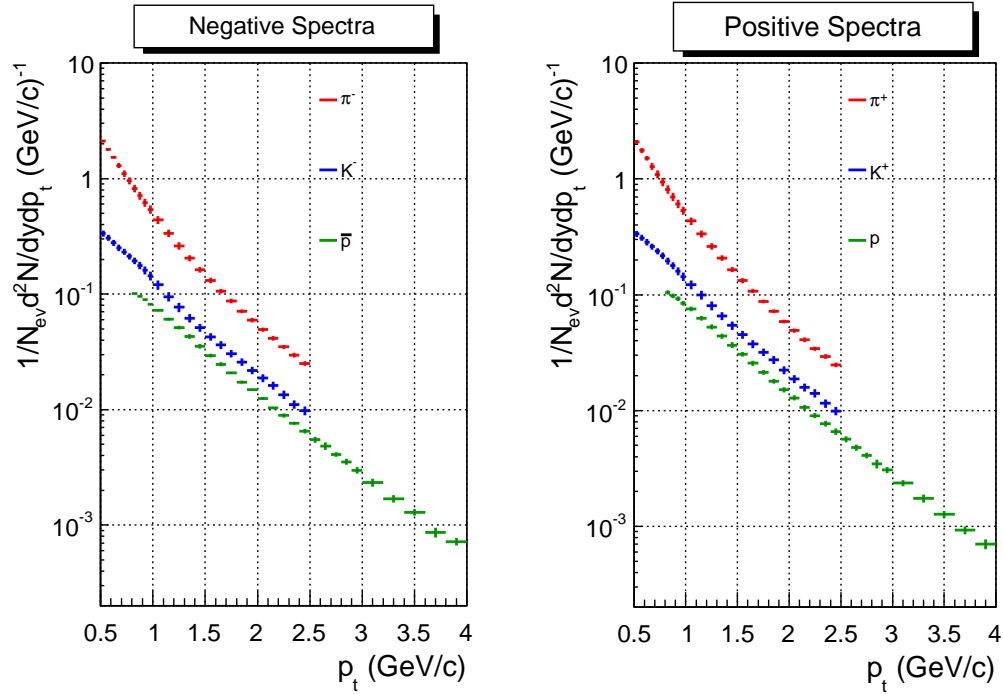 Negative Spectra
1/N_ev d²N/dydp_t (GeV/c)⁻¹
10
1
10⁻¹
10⁻²
10⁻³
π⁻
K⁻
p̅
0.5 1 1.5 2 2.5 3 3.5 4
p_t (GeV/c)
Positive Spectra
1/N_ev d²N/dydp_t (GeV/c)⁻¹
10
1
10⁻¹
10⁻²
10⁻³
π⁺
K⁺
p
0.5 1 1.5 2 2.5 3 3.5 4
p_t (GeV/c)